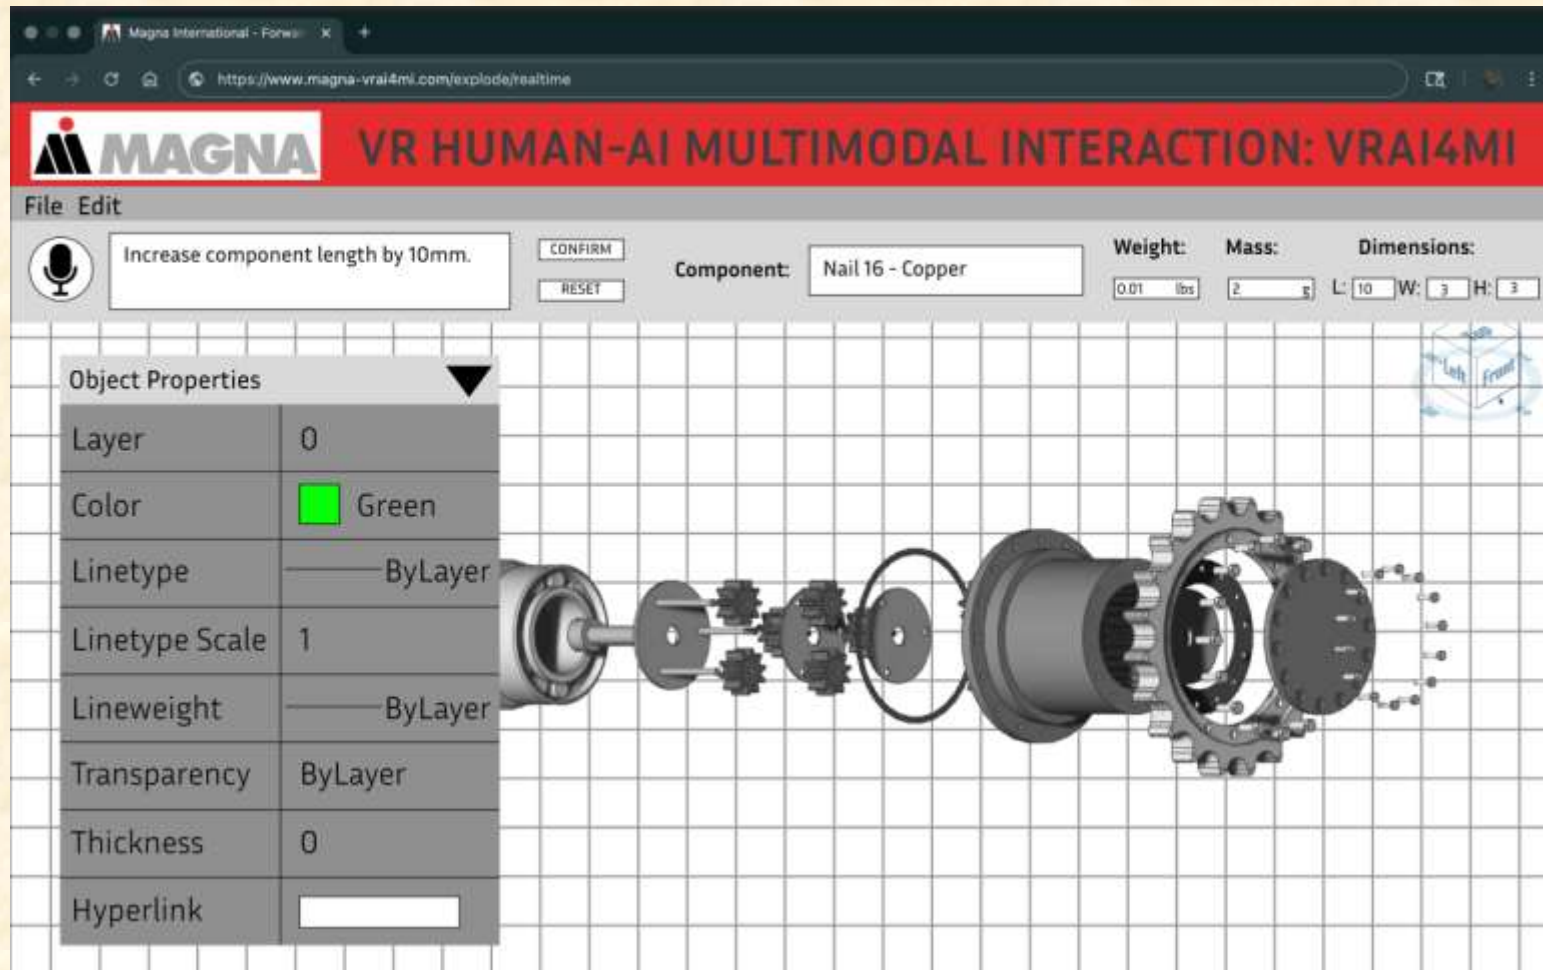 Magna International - Forwa
https://www.magna-vrai4mi.com/explode/realtime
MAGNA
VR HUMAN-AI MULTIMODAL INTERACTION: VRAI4MI
File Edit
Increase component length by 10mm.
CONFIRM
RESET
Component:
Nail 16 - Copper
Weight:
0.01 lbs
Mass:
2 g
Dimensions:
L: 10 W: 3 H: 3
Left Front
Object Properties
Layer 0
Color Green
Linetype ByLayer
Linetype Scale 1
Lineweight ByLayer
Transparency ByLayer
Thickness 0
Hyperlink